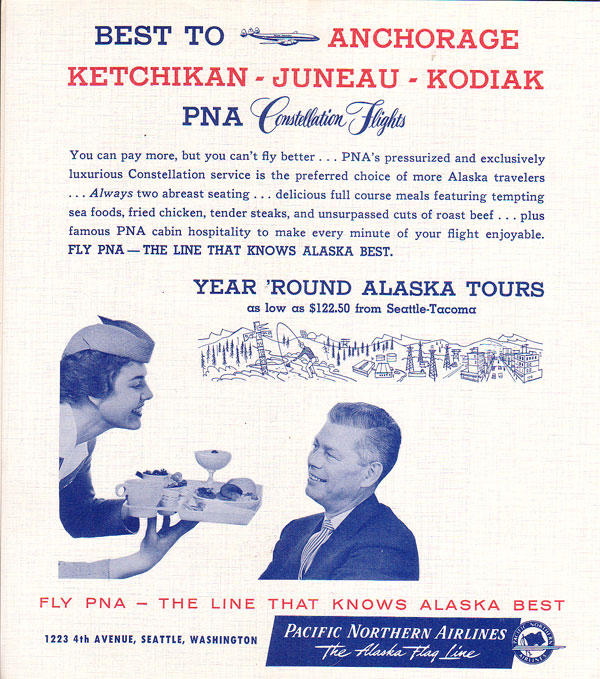 BEST TO ANCHORAGE
KETCHIKAN - JUNEAU - KODIAK
PNA Constellation Flights
You can pay more, but you can't fly better . . . PNA's pressurized and exclusively
luxurious Constellation service is the preferred choice of more Alaska travelers
. . . Always two abreast seating . . . delicious full course meals featuring tempting
sea foods, fried chicken, tender steaks, and unsurpassed cuts of roast beef . . . plus
famous PNA cabin hospitality to make every minute of your flight enjoyable.
FLY PNA — THE LINE THAT KNOWS ALASKA BEST.
YEAR 'ROUND ALASKA TOURS
as low as $122.50 from Seattle-Tacoma
FLY PNA – THE LINE THAT KNOWS ALASKA BEST
1223 4th AVENUE, SEATTLE, WASHINGTON
PACIFIC NORTHERN AIRLINES
The Alaska Flag Line
PACIFIC NORTHERN
AIRLINES